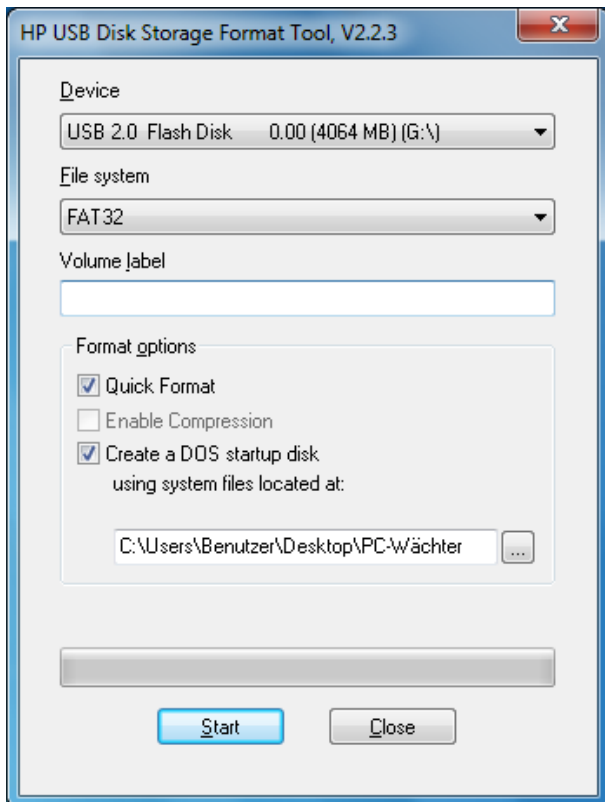 HP USB Disk Storage Format Tool, V2.2.3
Device
USB 2.0 Flash Disk 0.00 (4064 MB) (G:\)
File system
FAT32
Volume label
Format options
Quick Format
Enable Compression
Create a DOS startup disk
using system files located at:
C:\Users\Benutzer\Desktop\PC-Wächter
...
Start
Close